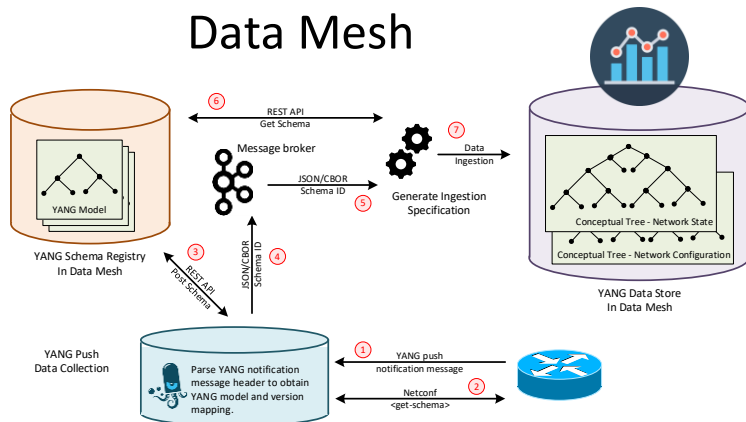 Data Mesh
6
REST API
Get Schema
7
Data
Ingestion
Message broker
JSON/CBOR
Schema ID
5
Generate Ingestion
Specification
YANG Model
YANG Schema Registry
In Data Mesh
Conceptual Tree - Network State
Conceptual Tree - Network Configuration
YANG Data Store
In Data Mesh
3
REST API
Post Schema
JSON/CBOR
Schema ID
4
YANG Push
Data Collection
Parse YANG notification
message header to obtain
YANG model and version
mapping.
1
YANG push
notification message
2
Netconf
<get-schema>